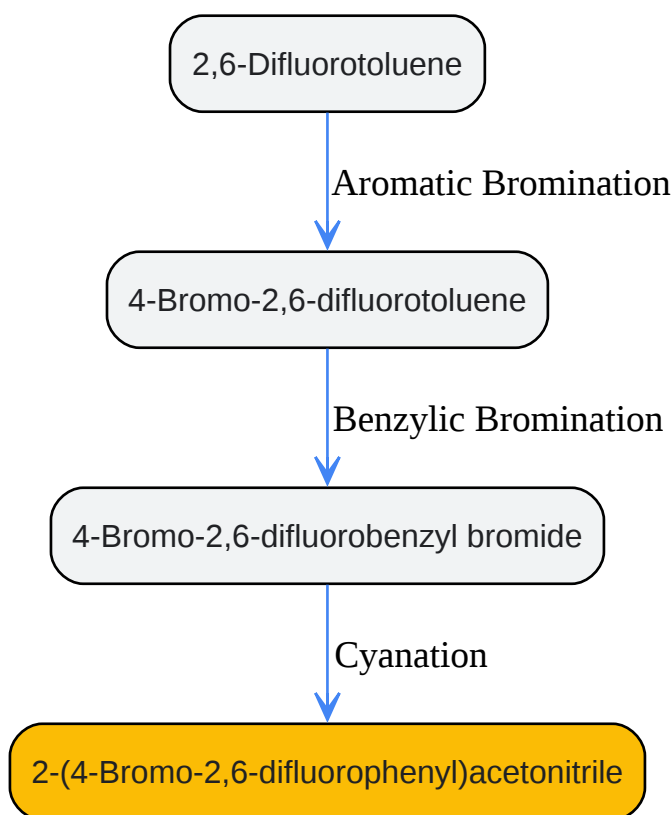 2,6-Difluorotoluene
Aromatic Bromination
4-Bromo-2,6-difluorotoluene
Benzylic Bromination
4-Bromo-2,6-difluorobenzyl bromide
Cyanation
2-(4-Bromo-2,6-difluorophenyl)acetonitrile